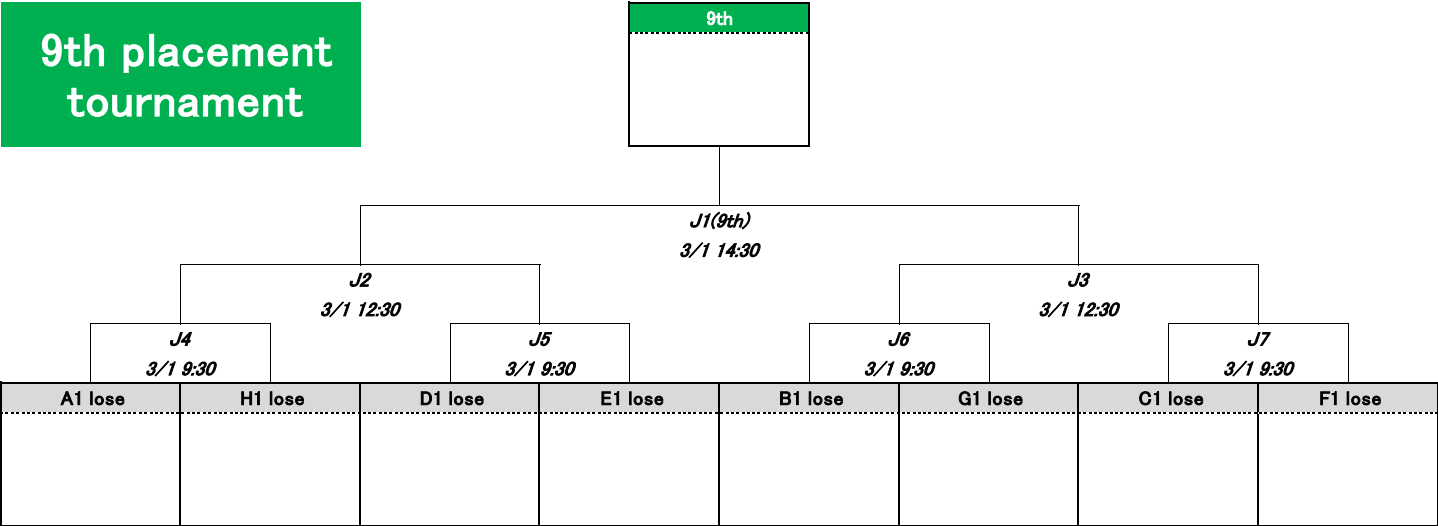 9th placement
tournament
9th
J1(9th)
3/1 14:30
J2
J3
3/1 12:30
3/1 12:30
J4
J5
J6
J7
3/1 9:30
3/1 9:30
3/1 9:30
3/1 9:30
A1 lose
H1 lose
D1 lose
E1 lose
B1 lose
G1 lose
C1 lose
F1 lose